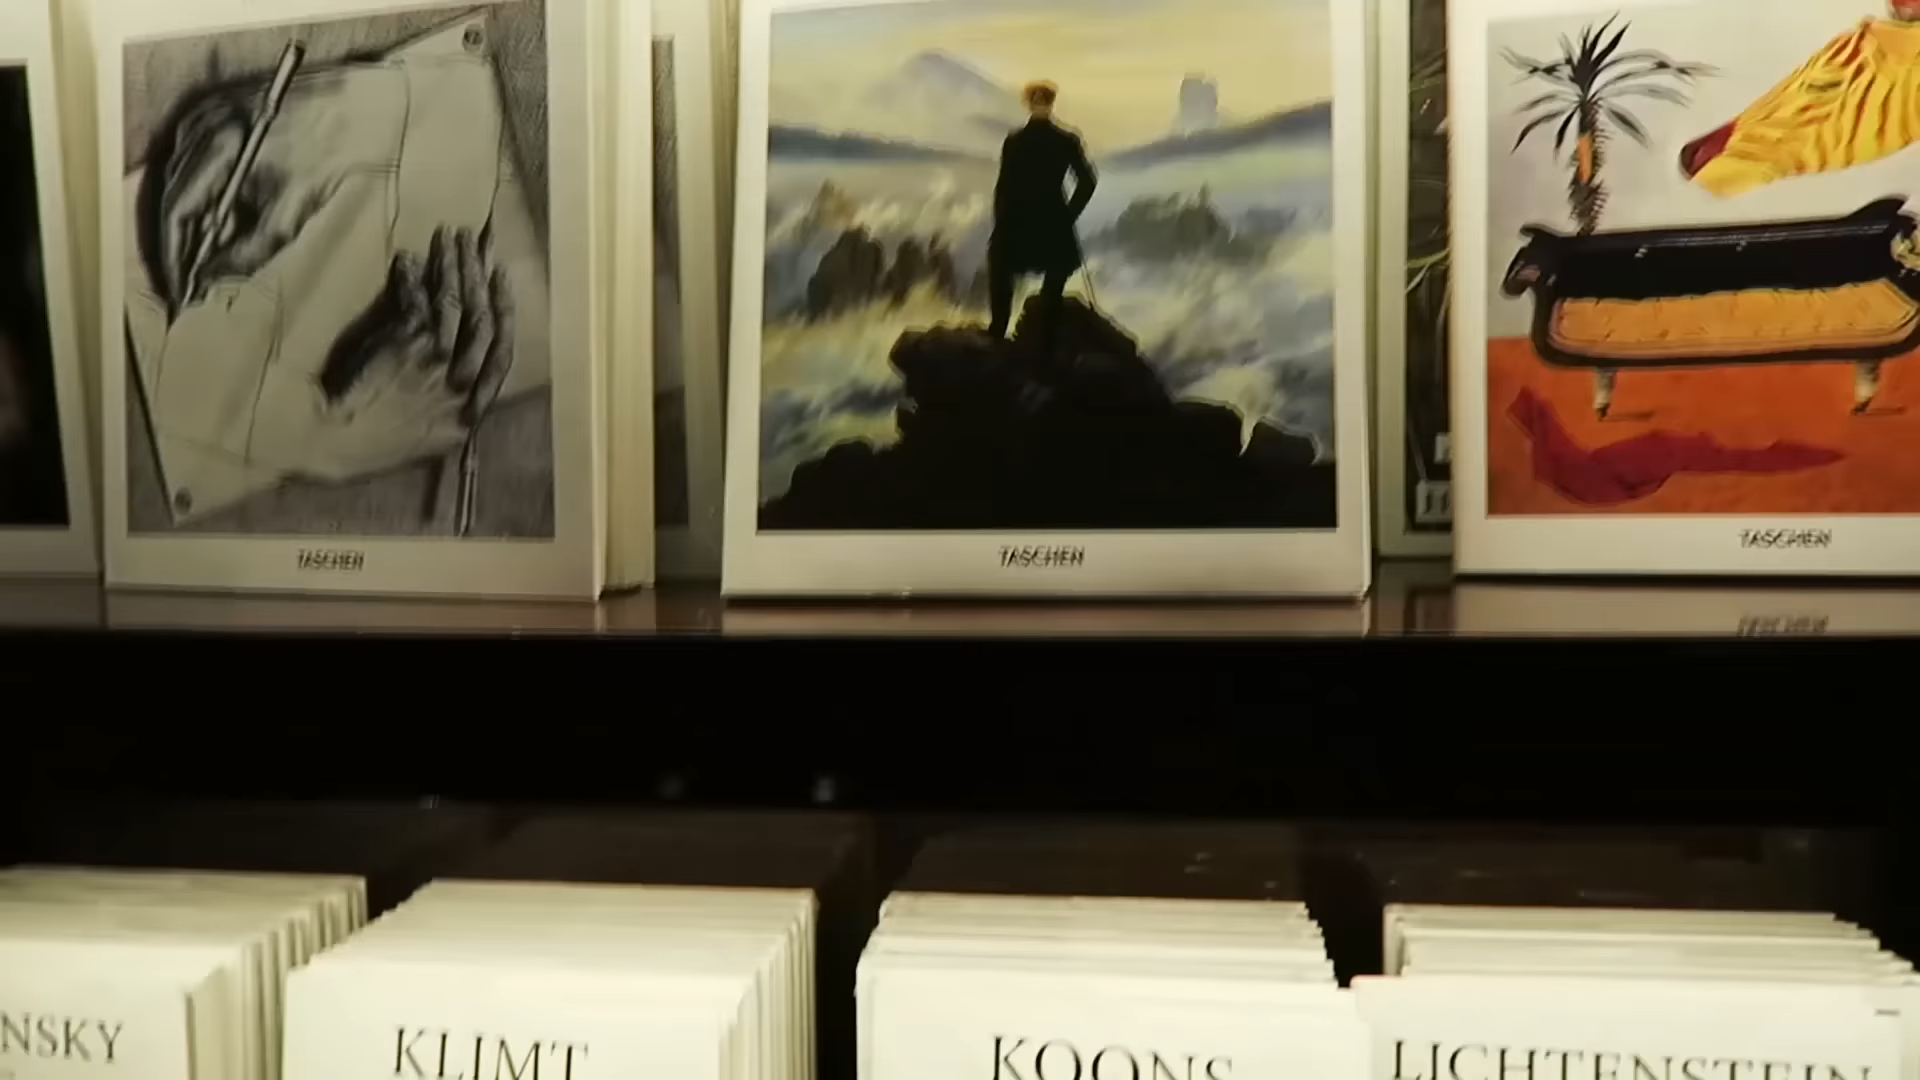 TASCHEN
TASCHEN
TASCHEN
NSKY
KLIMT
KOONS
LICHTENSTEIN